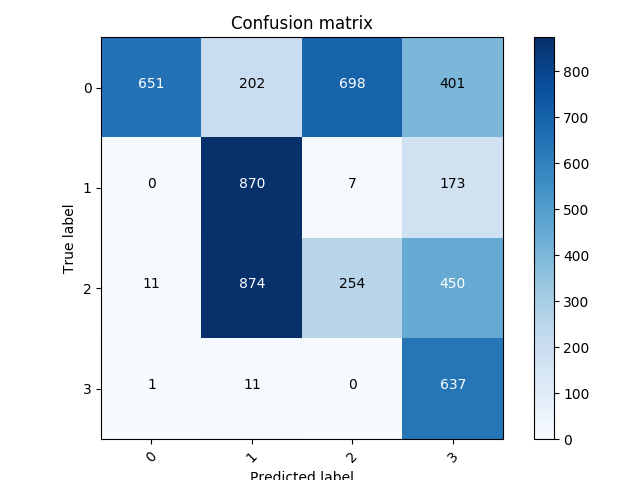 Confusion matrix
0 651 202 698 401
1 0 870 7 173
2 11 874 254 450
3 1 11 0 637
0 1 2 3
True label
Predicted label
800
700
600
500
400
300
200
100
0